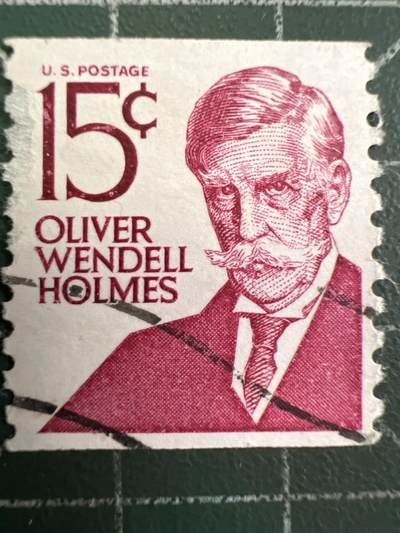 U.S. POSTAGE
15¢
OLIVER
WENDELL
HOLMES